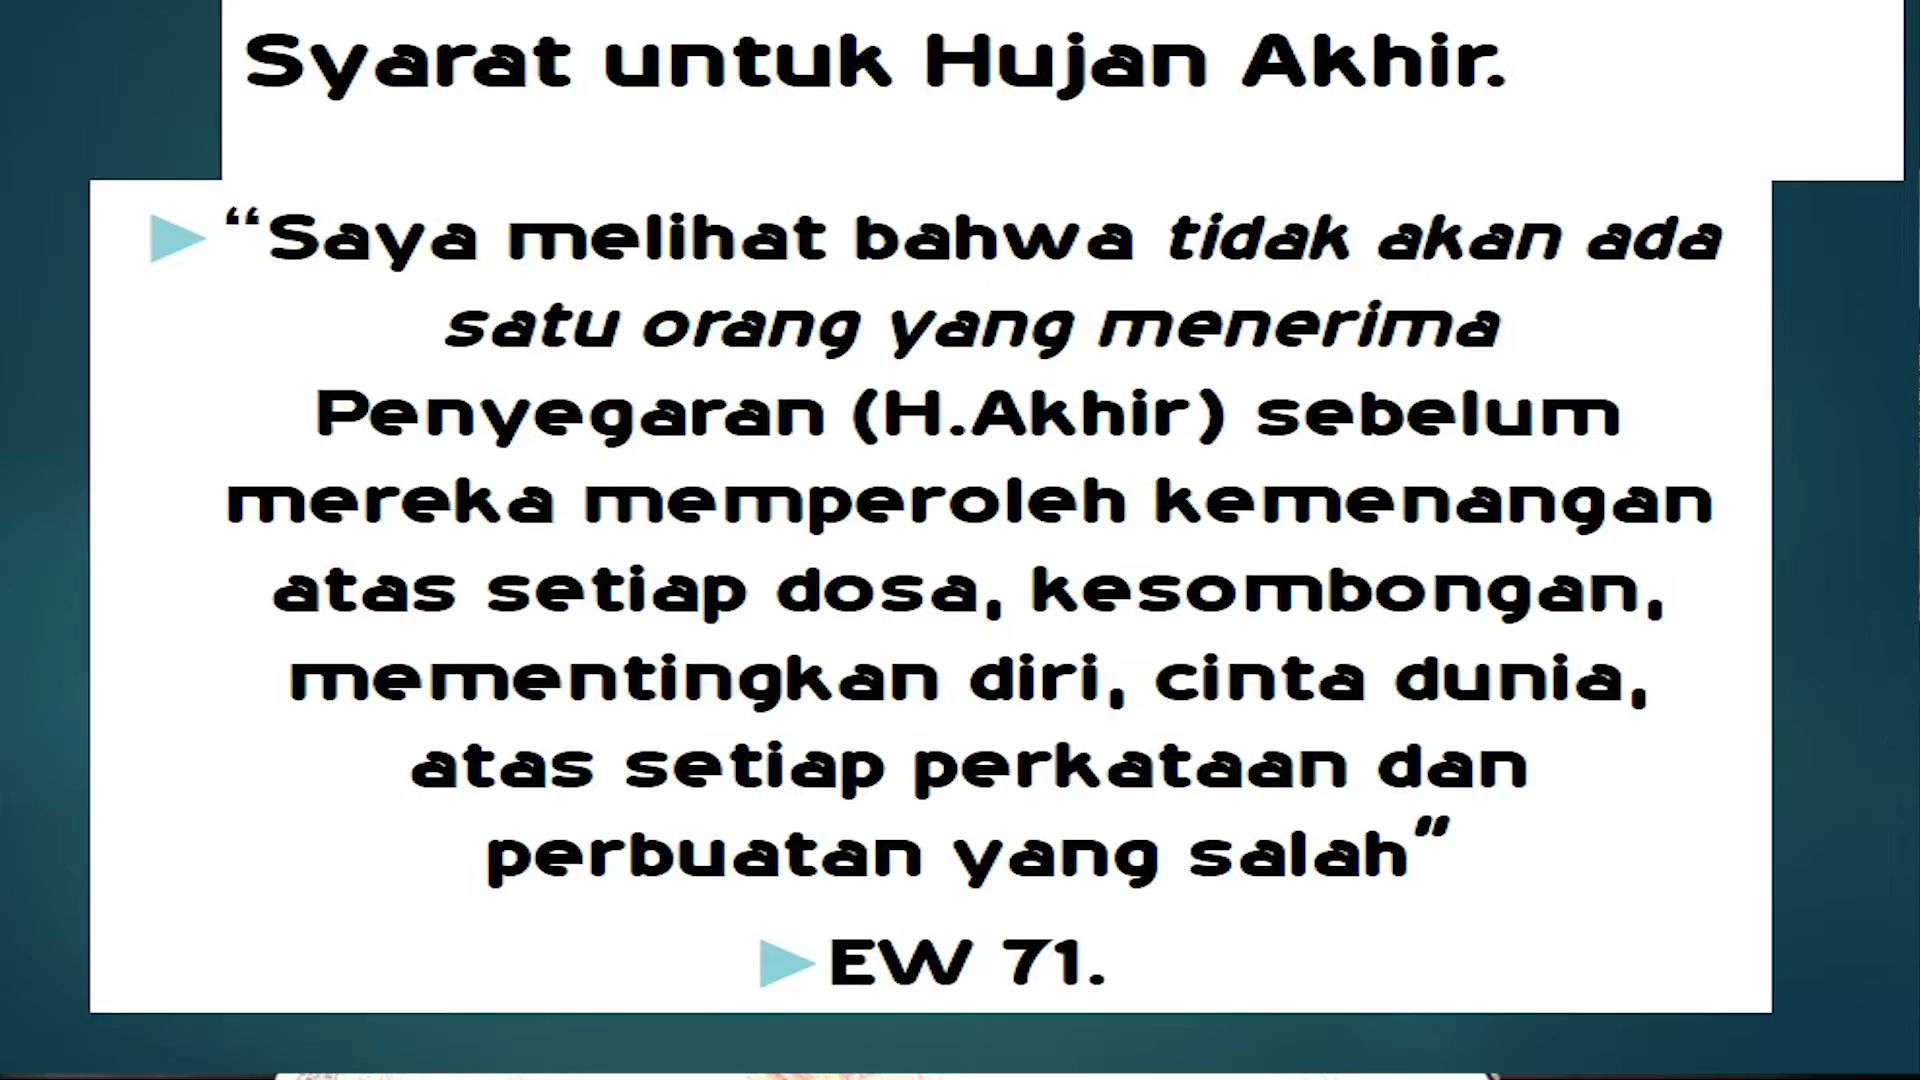 Syarat untuk Hujan Akhir.
“Saya melihat bahwa tidak akan ada
satu orang yang menerima
Penyegaran (H.Akhir) sebelum
mereka memperoleh kemenangan
atas setiap dosa, kesombongan,
mementingkan diri, cinta dunia,
atas setiap perkataan dan
perbuatan yang salah”
EW 71.